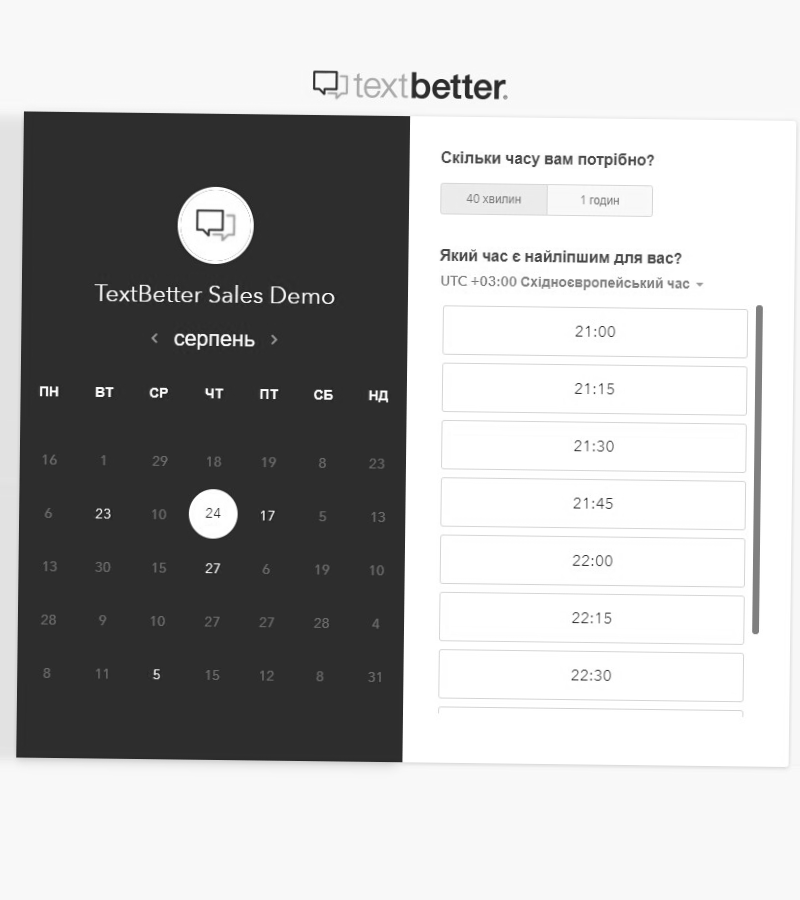 textbetter.
TextBetter Sales Demo
серпень
ПН ВТ СР ЧТ ПТ СБ НД
16 1 29 18 19 8 23
6 23 10 24 17 5 13
13 30 15 27 6 19 10
28 9 10 27 27 28 4
8 11 5 15 12 8 31
Скільки часу вам потрібно?
40 хвилин 1 годин
Який час є найліпшим для вас?
UTC +03:00 Східноєвропейський час
21:00
21:15
21:30
21:45
22:00
22:15
22:30